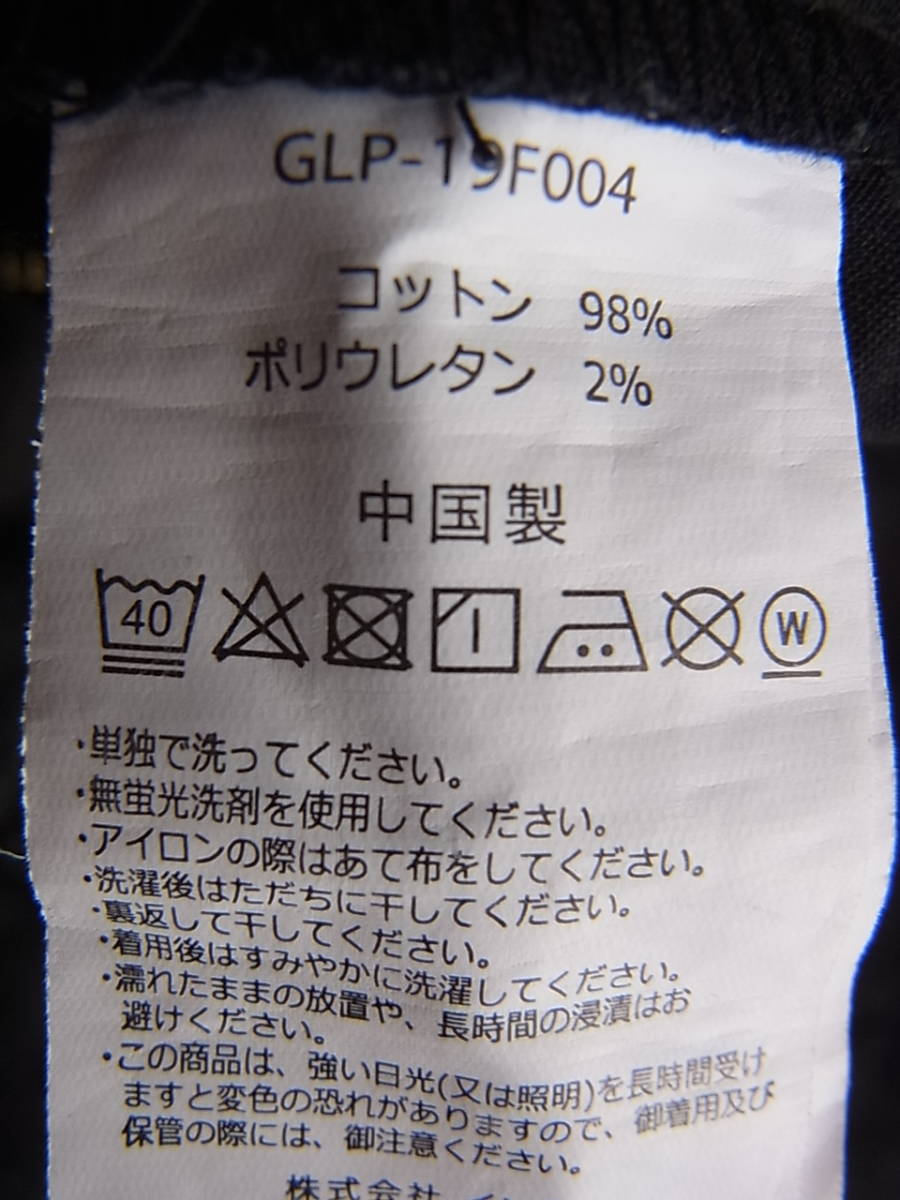 GLP-19F004
コットン 98%
ポリウレタン 2%
中国製
40 W
・単独で洗ってください。
・無蛍光洗剤を使用してください。
・アイロンの際はあて布をしてください。
・洗濯後はただちに干してください。
・裏返して干してください。
・着用後はすみやかに洗濯してください。
・濡れたままの放置や、長時間の浸漬はお
避けください。
・この商品は、強い日光(又は照明)を長時間受け
ますと変色の恐れがありますので、御着用及び
保管の際には、御注意ください。
株式会社